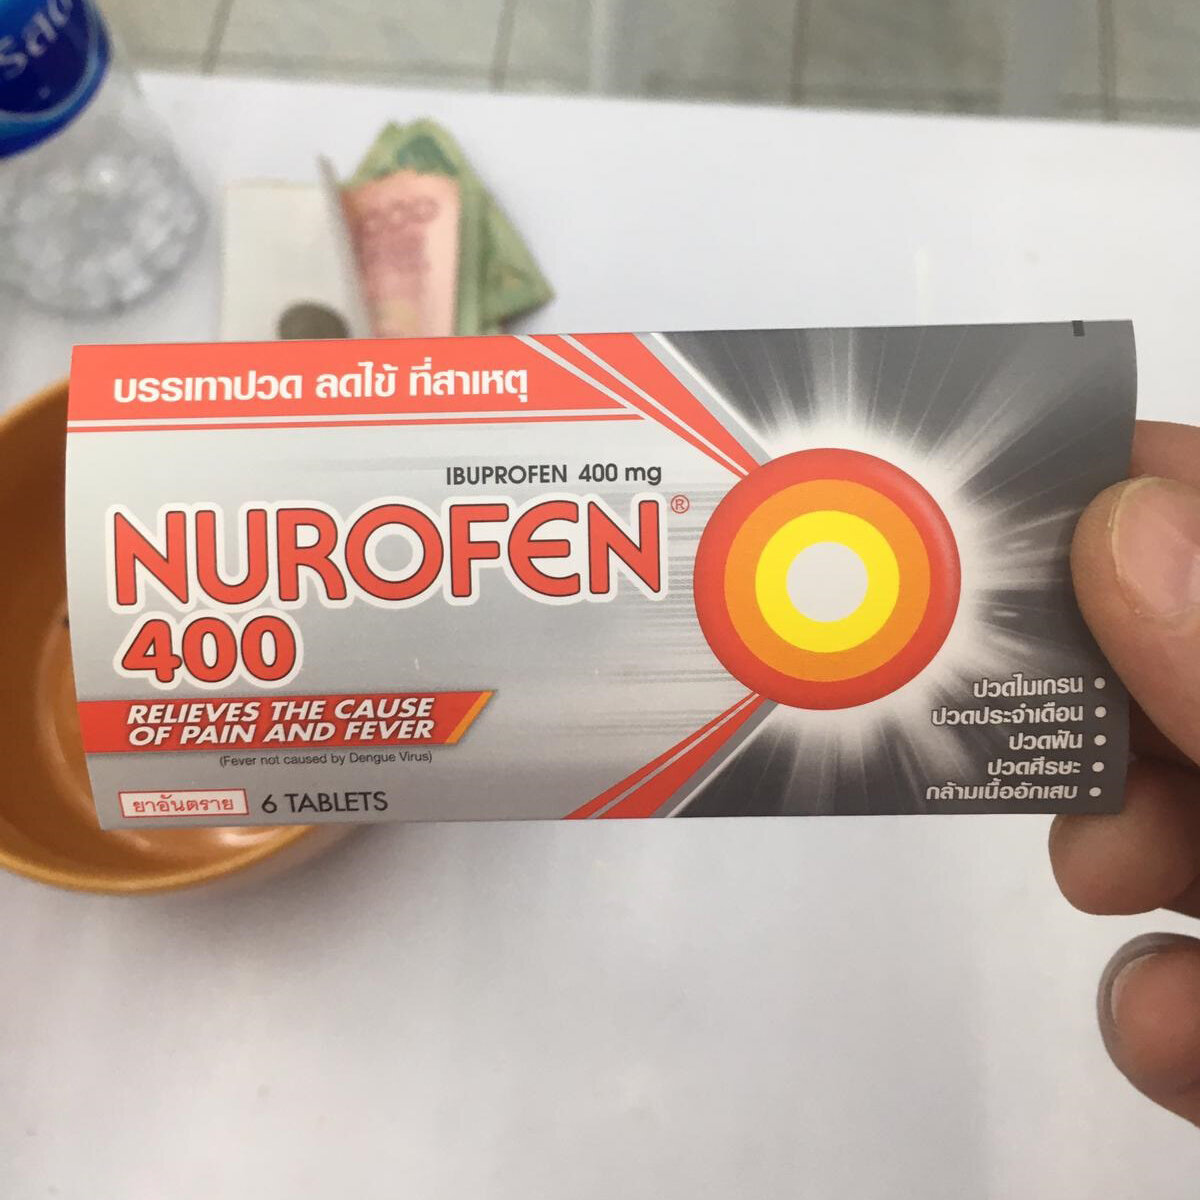 บรรเทาปวด ลดไข้ ที่สาเหตุ
IBUPROFEN 400 mg
NUROFEN®
400
RELIEVES THE CAUSE
OF PAIN AND FEVER
(Fever not caused by Dengue Virus)
ยาอันตราย 6 TABLETS
ปวดไมเกรน •
ปวดประจำเดือน •
ปวดฟัน •
ปวดศีรษะ •
กล้ามเนื้ออักเสบ •